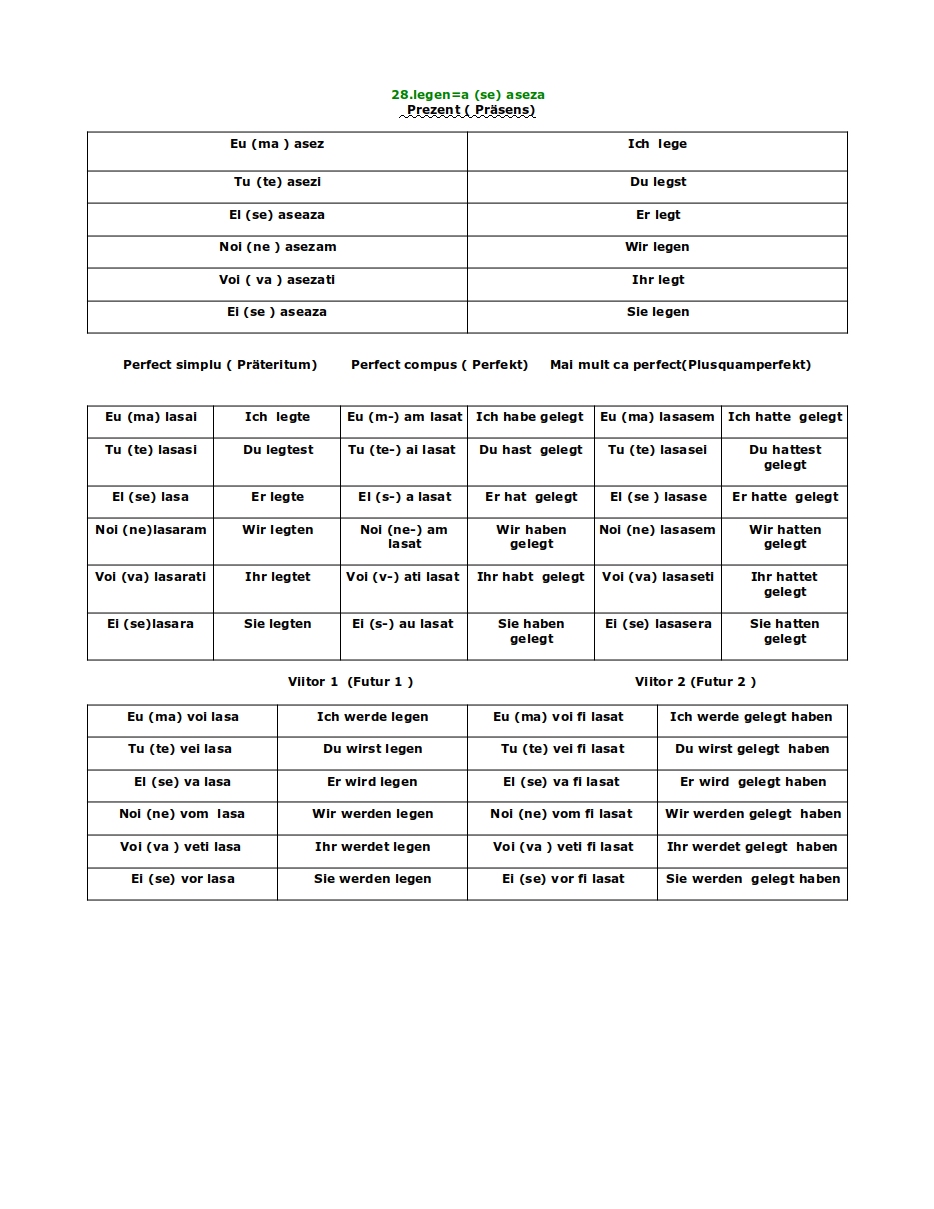 28.legen=a (se) aseza
Prezent ( Präsens)
Eu (ma ) asez Ich lege
Tu (te) asezi Du legst
El (se) aseaza Er legt
Noi (ne ) asezam Wir legen
Voi ( va ) asezati Ihr legt
Ei (se ) aseaza Sie legen
Perfect simplu ( Präteritum) Perfect compus ( Perfekt) Mai mult ca perfect(Plusquamperfekt)
Eu (ma) lasai Ich legte Eu (m-) am lasat Ich habe gelegt Eu (ma) lasasem Ich hatte gelegt
Tu (te) lasasi Du legtest Tu (te-) ai lasat Du hast gelegt Tu (te) lasasei Du hattest
gelegt
El (se) lasa Er legte El (s-) a lasat Er hat gelegt El (se ) lasase Er hatte gelegt
Noi (ne)lasaram Wir legten Noi (ne-) am Wir haben Noi (ne) lasasem Wir hatten
lasat gelegt gelegt
Voi (va) lasarati Ihr legtet Voi (v-) ati lasat Ihr habt gelegt Voi (va) lasaseti Ihr hattet
gelegt
Ei (se)lasara Sie legten Ei (s-) au lasat Sie haben Ei (se) lasasera Sie hatten
gelegt gelegt
Viitor 1 (Futur 1 ) Viitor 2 (Futur 2 )
Eu (ma) voi lasa Ich werde legen Eu (ma) voi fi lasat Ich werde gelegt haben
Tu (te) vei lasa Du wirst legen Tu (te) vei fi lasat Du wirst gelegt haben
El (se) va lasa Er wird legen El (se) va fi lasat Er wird gelegt haben
Noi (ne) vom lasa Wir werden legen Noi (ne) vom fi lasat Wir werden gelegt haben
Voi (va ) veti lasa Ihr werdet legen Voi (va ) veti fi lasat Ihr werdet gelegt haben
Ei (se) vor lasa Sie werden legen Ei (se) vor fi lasat Sie werden gelegt haben